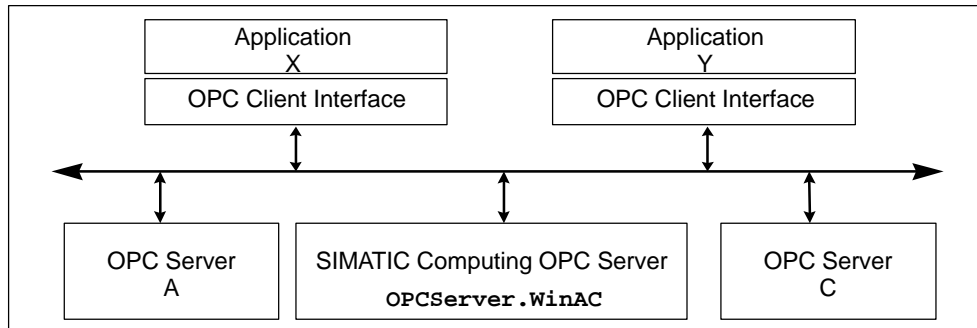 Application
X
Application
Y
OPC Client Interface
OPC Client Interface
OPC Server
A
SIMATIC Computing OPC Server
OPCServer.WinAC
OPC Server
C